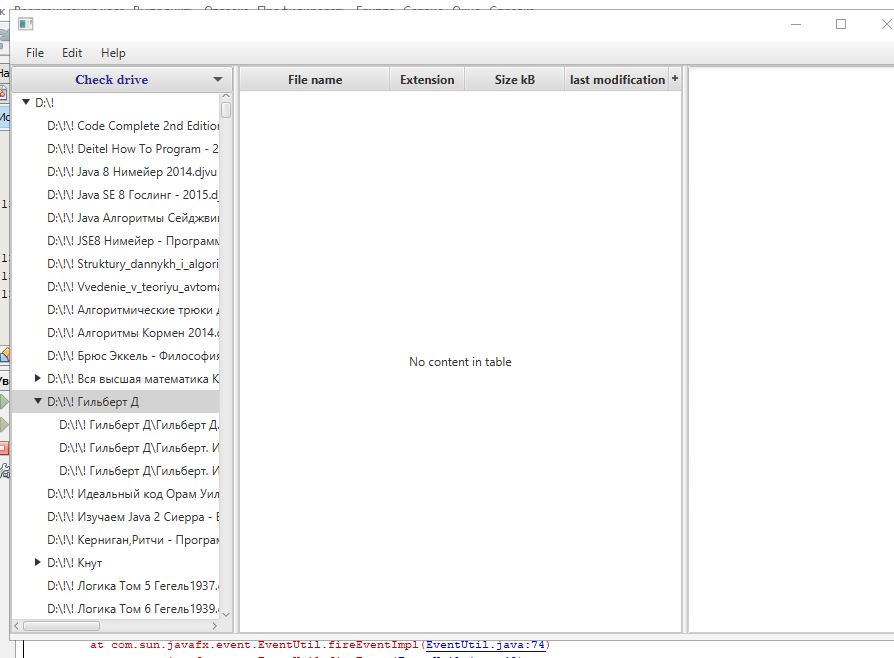 File Edit Help
Check drive
File name Extension Size kB last modification +
D:\!
D:\!\! Code Complete 2nd Edition
D:\!\! Deitel How To Program - 2
D:\!\! Java 8 Нимейер 2014.djvu
D:\!\! Java SE 8 Гослинг - 2015.dj
D:\!\! Java Алгоритмы Сейджви
D:\!\! JSE8 Нимейер - Програм
D:\!\! Struktury_dannykh_i_algori
D:\!\! Vvedenie_v_teoriyu_avtoma
D:\!\! Алгоритмические трюки д
D:\!\! Алгоритмы Кормен 2014.
D:\!\! Брюс Эккель - Философия
D:\!\! Вся высшая математика К
D:\!\! Гильберт Д
D:\!\! Гильберт Д\Гильберт Д.
D:\!\! Гильберт Д\Гильберт. И
D:\!\! Гильберт Д\Гильберт. И
D:\!\! Идеальный код Орам Уил
D:\!\! Изучаем Java 2 Сиерра - Б
D:\!\! Керниган,Ритчи - Програм
D:\!\! Кнут
D:\!\! Логика Том 5 Гегель1937.
D:\!\! Логика Том 6 Гегель1939.
No content in table
at com.sun.javafx.event.EventUtil.fireEventImpl(EventUtil.java:74)